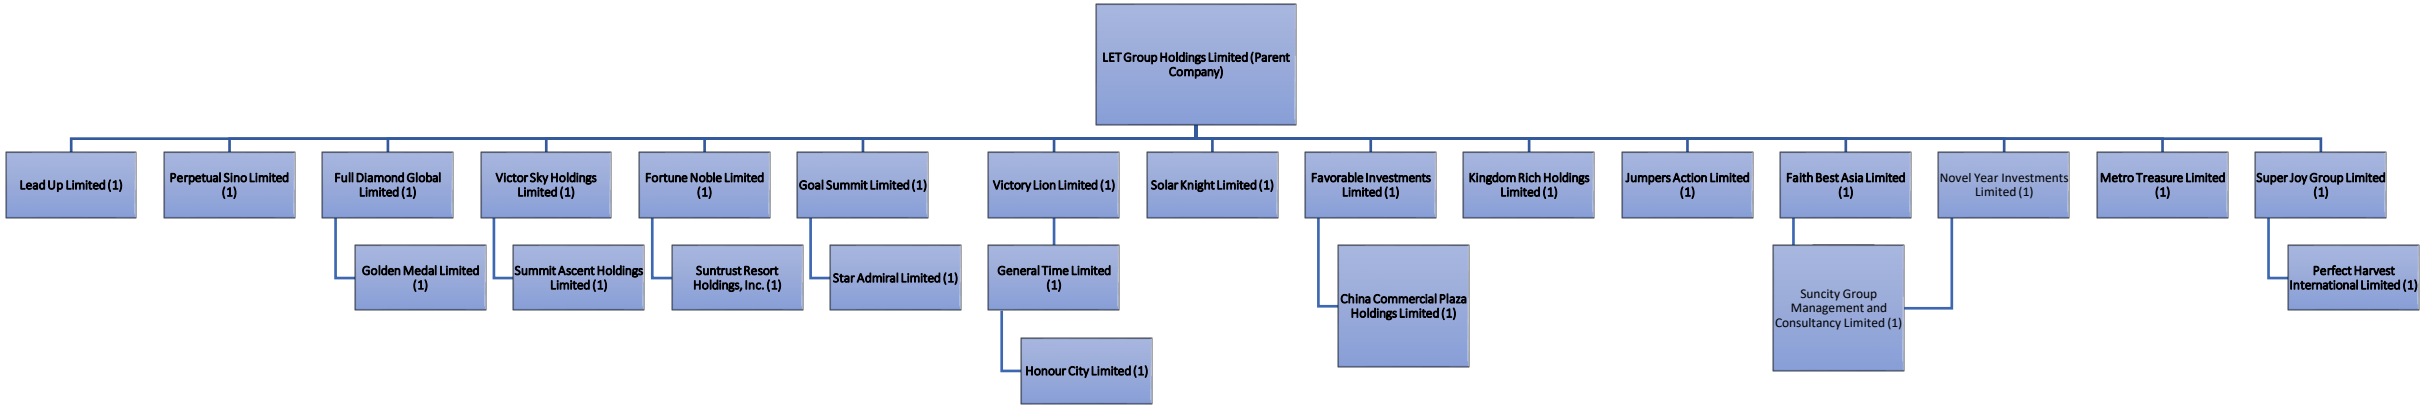 LET Group Holdings Limited (Parent
Company)
Lead Up Limited (1)
Perpetual Sino Limited
(1)
Full Diamond Global
Limited (1)
Victor Sky Holdings
Limited (1)
Fortune Noble Limited
(1)
Goal Summit Limited (1)
Victory Lion Limited (1)
Solar Knight Limited (1)
Favorable Investments
Limited (1)
Kingdom Rich Holdings
Limited (1)
Jumpers Action Limited
(1)
Faith Best Asia Limited
(1)
Novel Year Investments
Limited (1)
Metro Treasure Limited
(1)
Super Joy Group Limited
(1)
Golden Medal Limited
(1)
Summit Ascent Holdings
Limited (1)
Suntrust Resort
Holdings, Inc. (1)
Star Admiral Limited (1)
General Time Limited
(1)
China Commercial Plaza
Holdings Limited (1)
Suncity Group
Management and
Consultancy Limited (1)
Perfect Harvest
International Limited (1)
Honour City Limited (1)